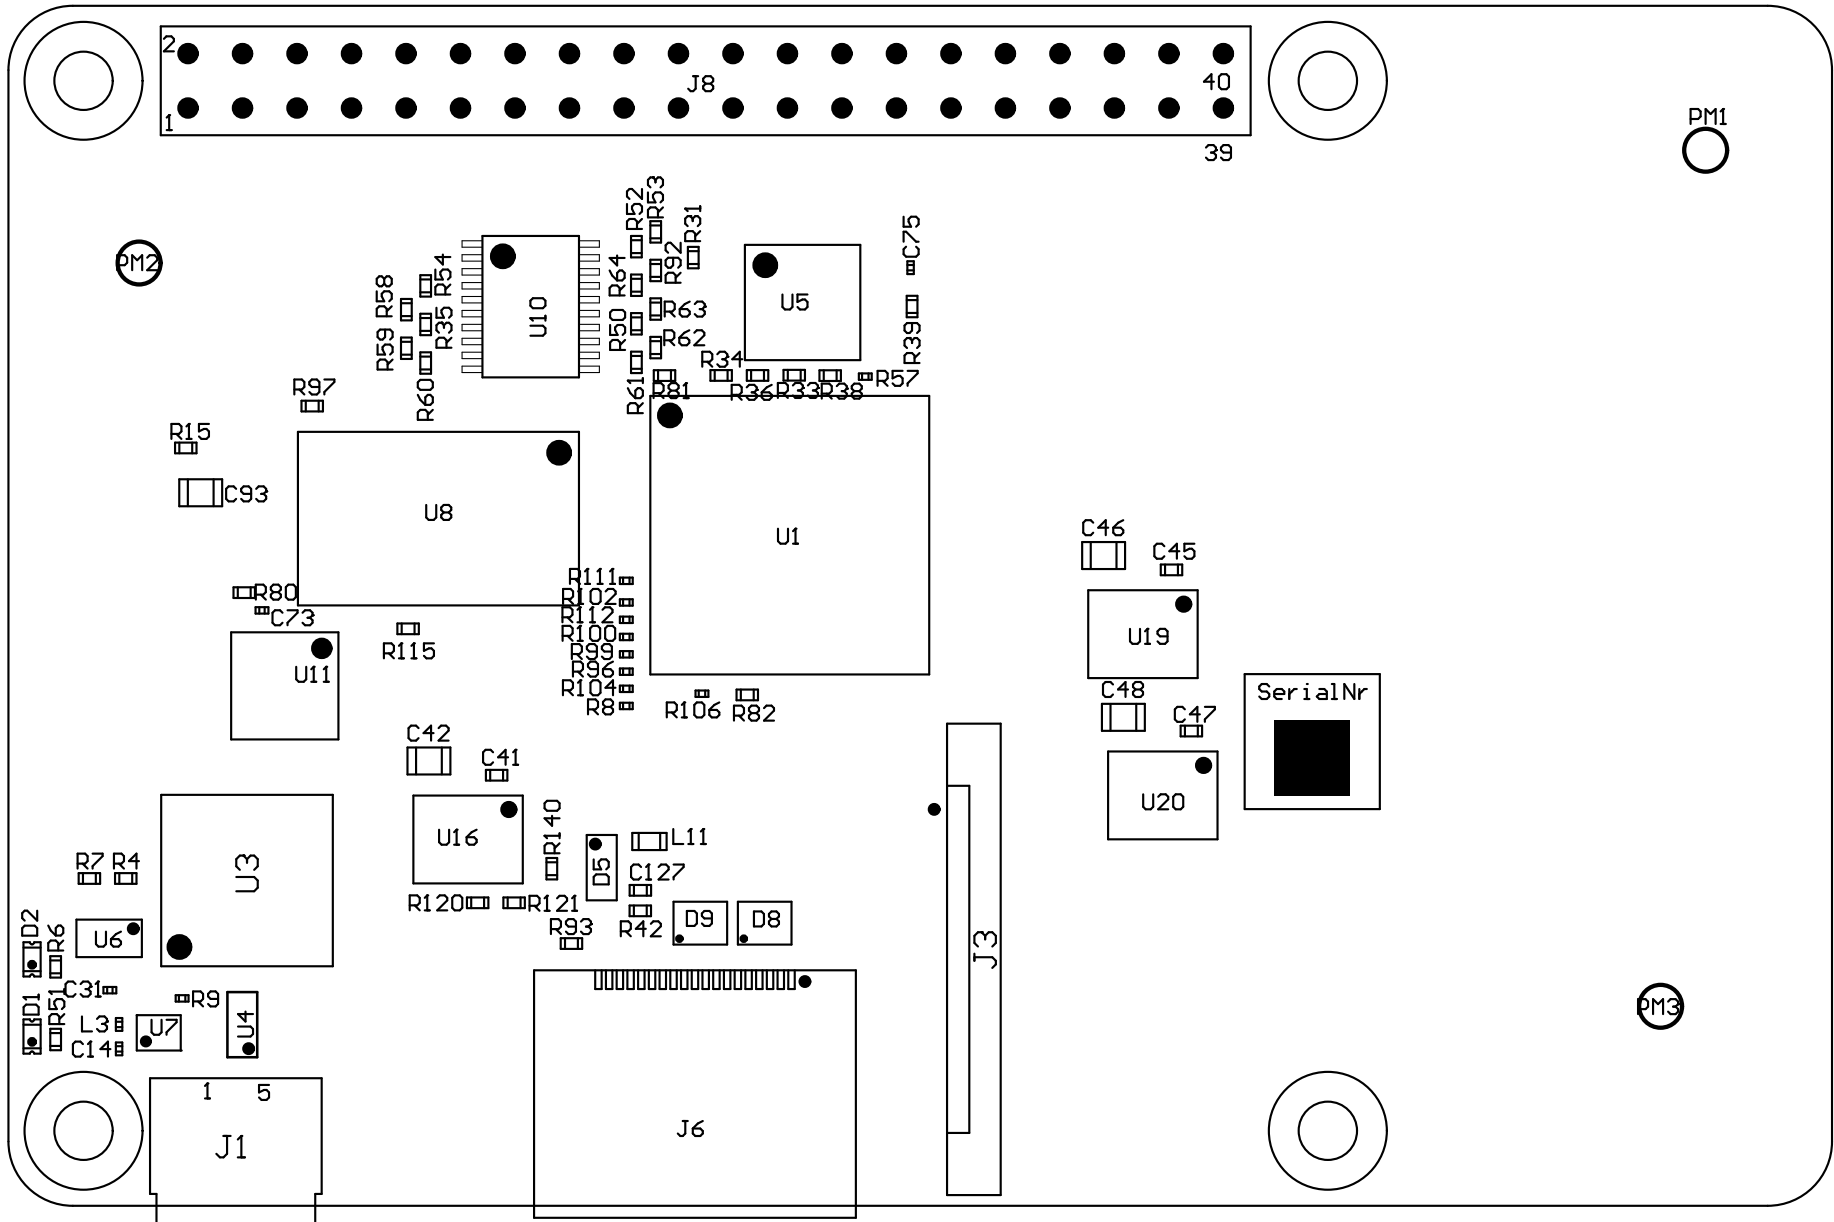 2
J8
40
1
39
PM1
PM2
R52
R53
R31
C75
R58
R54
R64
R92
U10
U5
R59
R35
R50
R63
R62
R39
R60
R61
R81
R34
R36
R33
R38
R57
R97
R15
C93
U8
U1
C46
C45
R80
C73
R111
R102
R112
R100
R99
R96
R104
R8
R115
U11
R106
R82
U19
C48
C47
SerialNr
U20
C42
C41
U16
R140
L11
D5
C127
U3
R7
R4
R120
R121
R93
R42
D9
D8
D2
R6
U6
J3
C31
R9
D1
R51
L3
U7
U4
C14
PM3
1
5
J1
J6